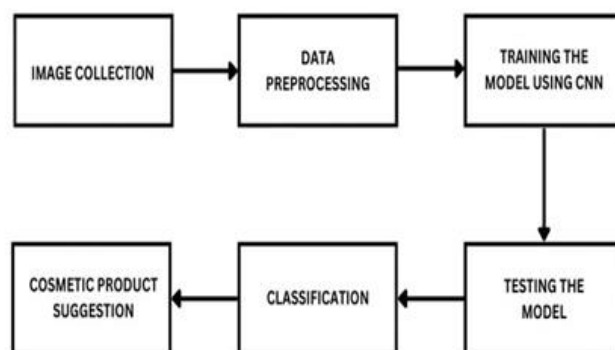 IMAGE COLLECTION
DATA
PREPROCESSING
TRAINING THE
MODEL USING CNN
TESTING THE
MODEL
CLASSIFICATION
COSMETIC PRODUCT
SUGGESTION